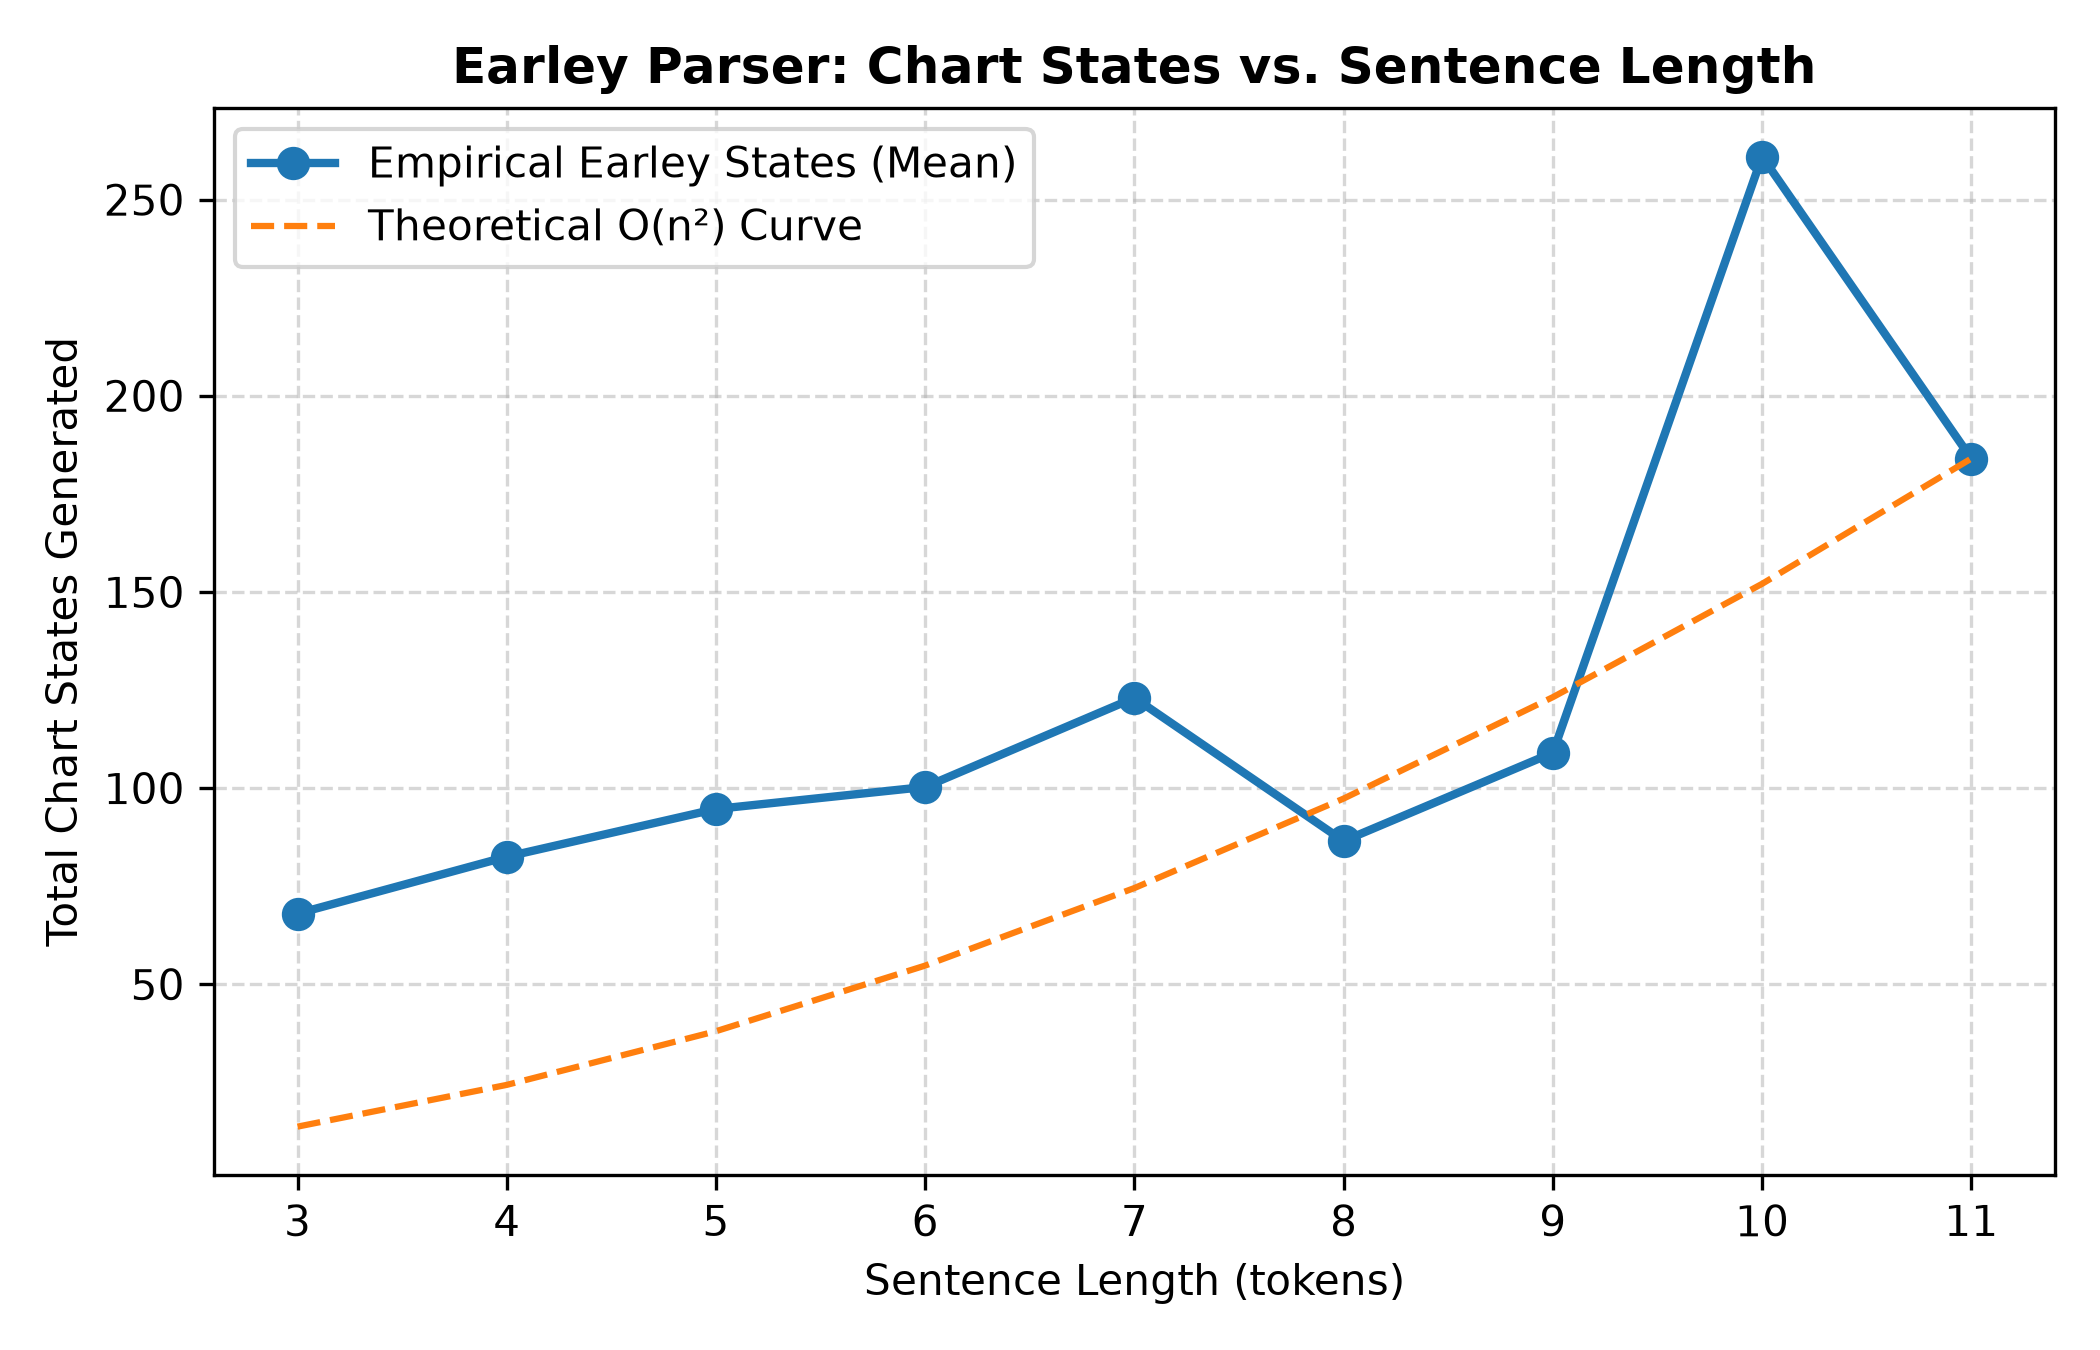 Earley Parser: Chart States vs. Sentence Length
Empirical Earley States (Mean)
Theoretical O(n²) Curve
Total Chart States Generated
250
200
150
100
50
3 4 5 6 7 8 9 10 11
Sentence Length (tokens)